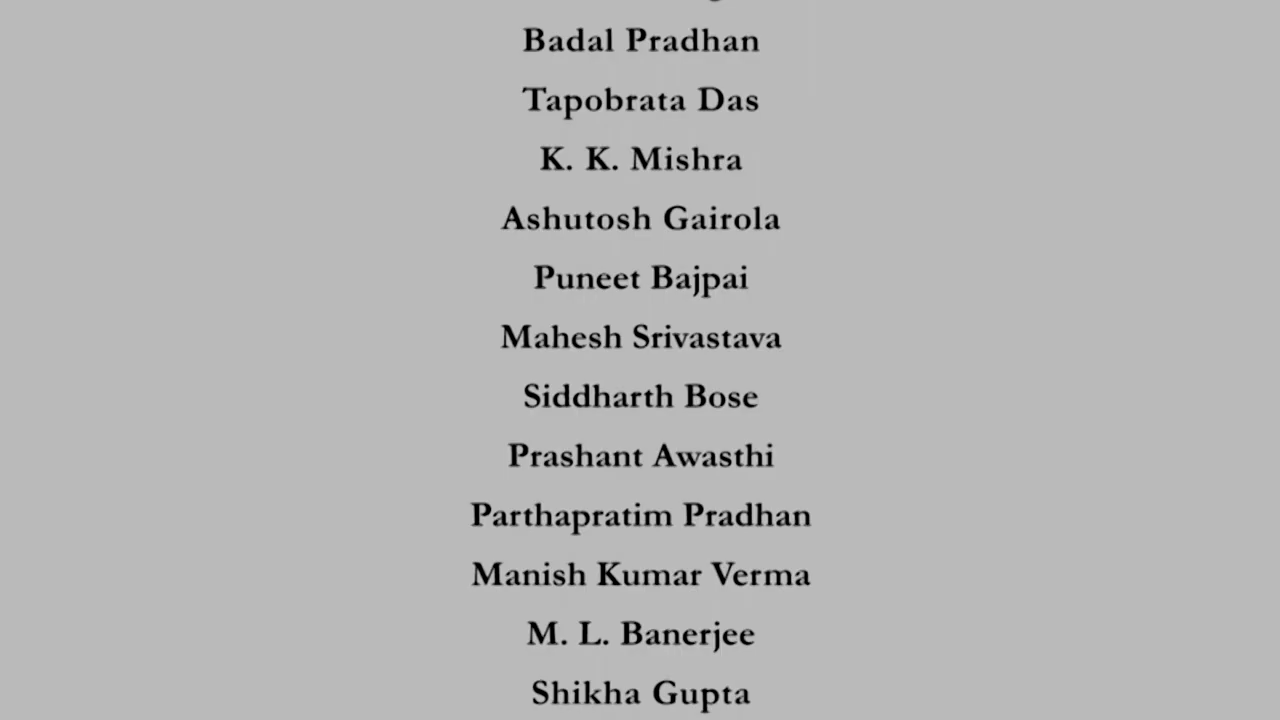 Badal Pradhan
Tapobrata Das
K. K. Mishra
Ashutosh Gairola
Puneet Bajpai
Mahesh Srivastava
Siddharth Bose
Prashant Awasthi
Parthapratim Pradhan
Manish Kumar Verma
M. L. Banerjee
Shikha Gupta